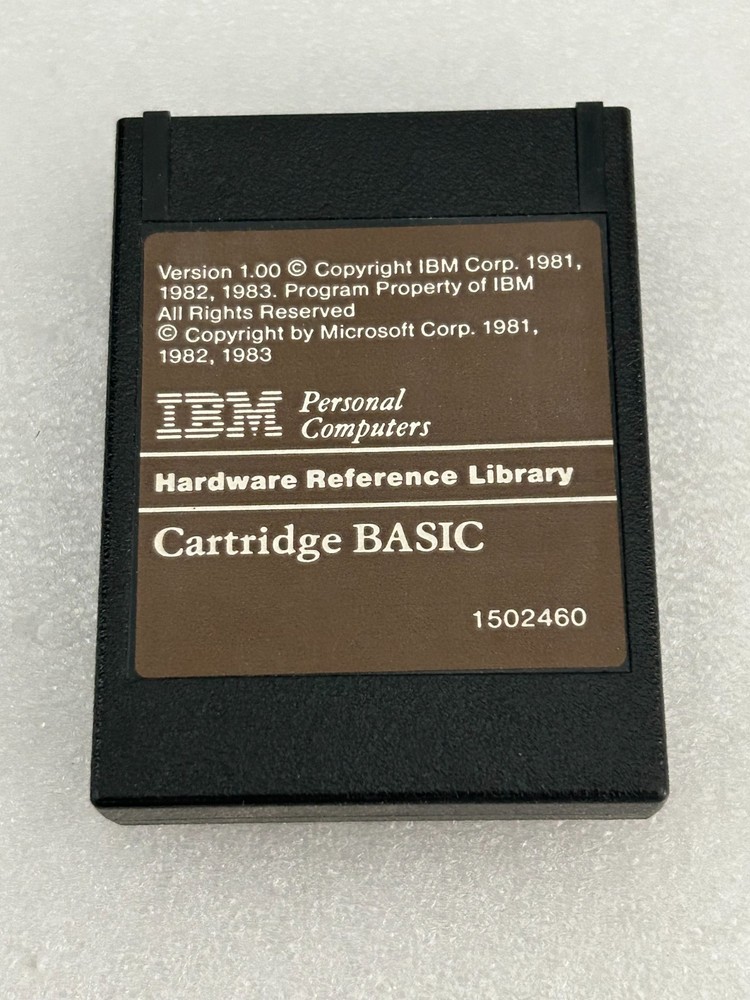 Version 1.00 © Copyright IBM Corp. 1981,
1982, 1983. Program Property of IBM
All Rights Reserved
© Copyright by Microsoft Corp. 1981,
1982, 1983
IBM Personal
Computers
Hardware Reference Library
Cartridge BASIC
1502460